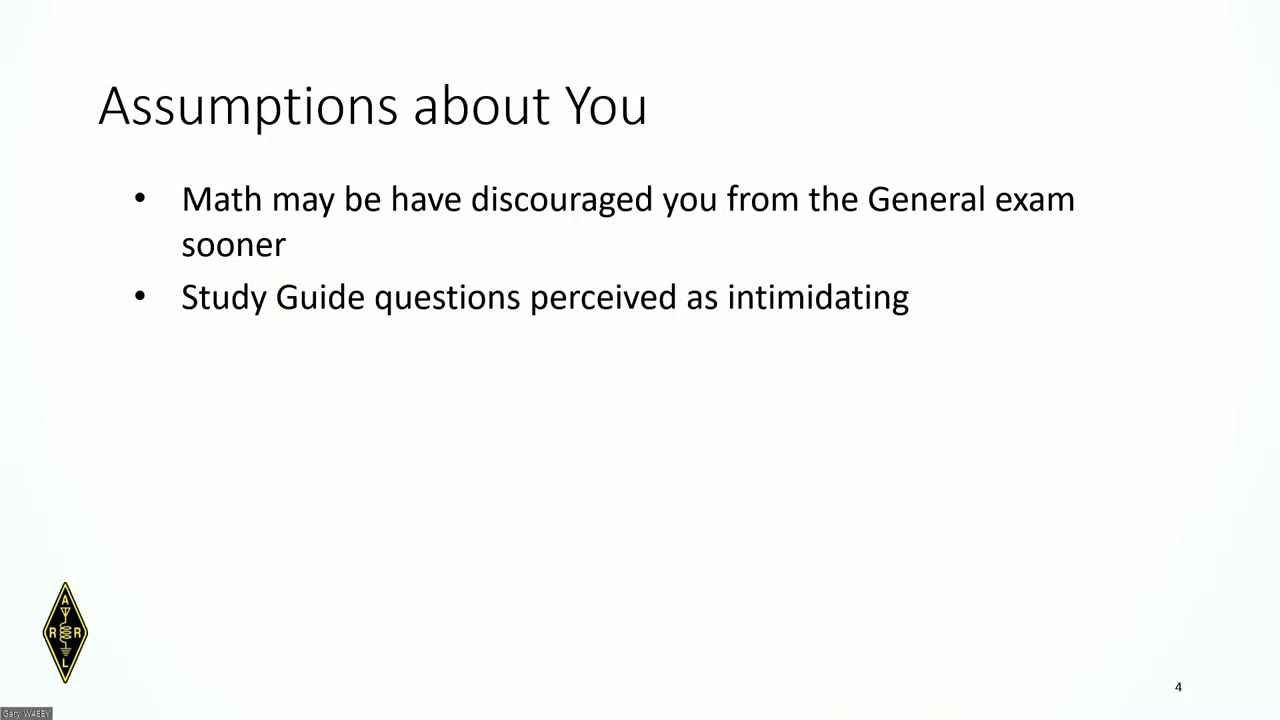 Assumptions about You
• Math may be have discouraged you from the General exam
sooner
• Study Guide questions perceived as intimidating
A
R R
L
4
Gary W4EEY